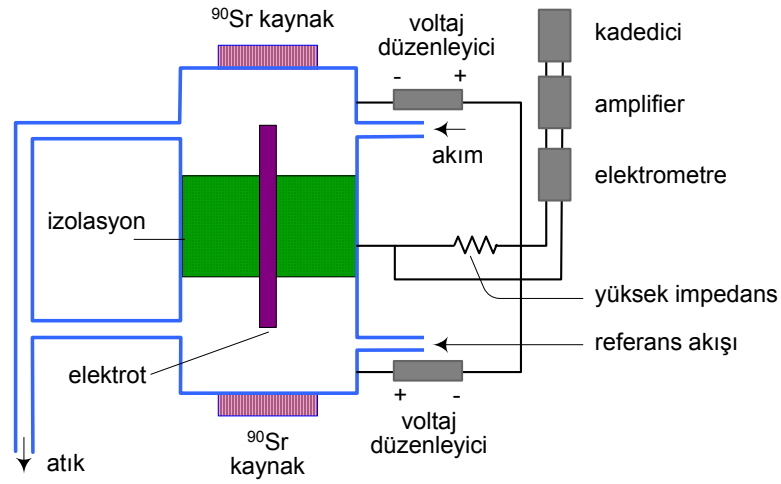 ⁹⁰Sr kaynak
voltaj
düzenleyici
- +
kadedici
amplifier
akım
elektrometre
izolasyon
yüksek impedans
referans akışı
elektrot
+ -
voltaj
düzenleyici
⁹⁰Sr
kaynak
atık